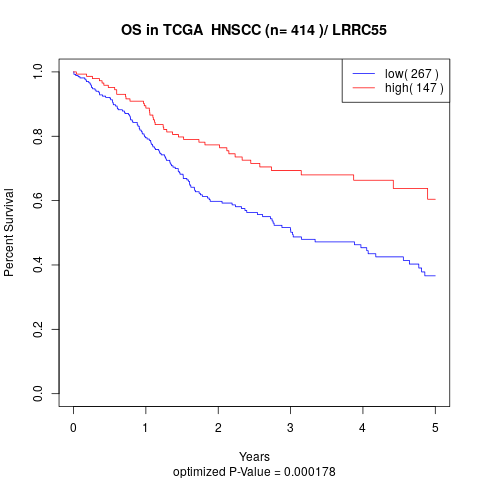 OS in TCGA HNSCC (n= 414 )/ LRRC55
low( 267 )
high( 147 )
Percent Survival
1.0
0.8
0.6
0.4
0.2
0.0
0 1 2 3 4 5
Years
optimized P-Value = 0.000178